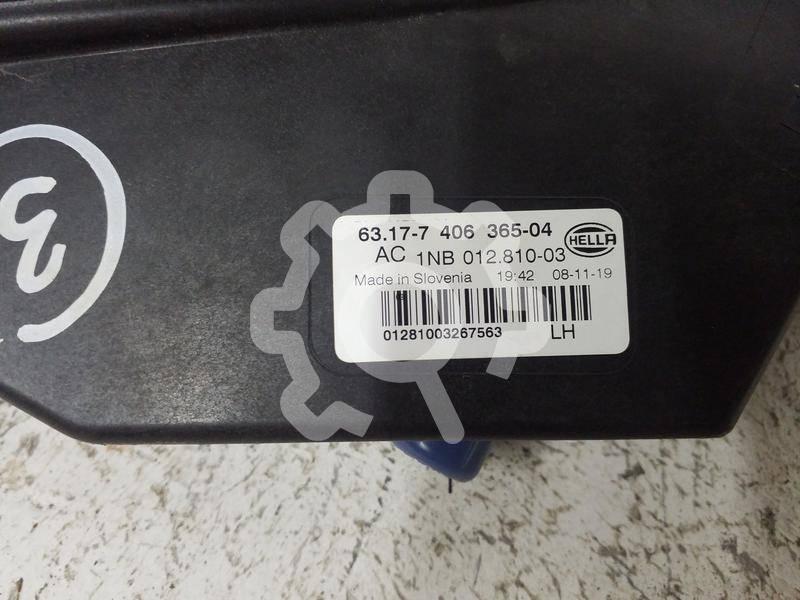 63.17-7 406 365-04
HELLA
AC 1NB 012.810-03
Made in Slovenia 19:42 08-11-19
01281003267563 LH